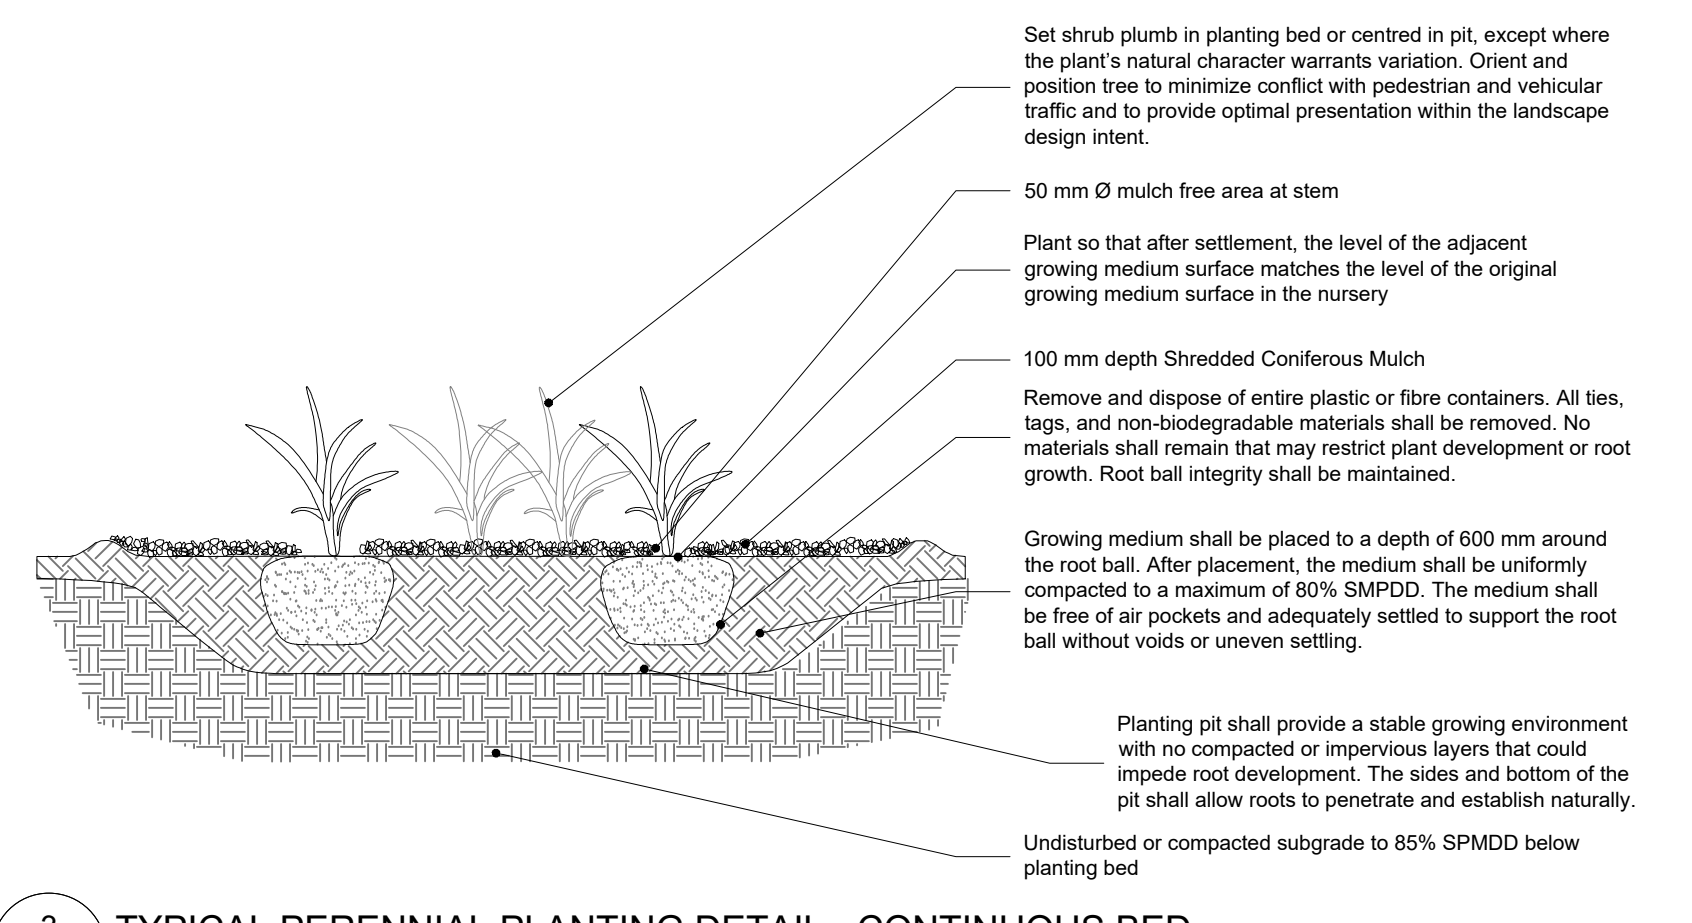 Set shrub plumb in planting bed or centred in pit, except where
the plant's natural character warrants variation. Orient and
position tree to minimize conflict with pedestrian and vehicular
traffic and to provide optimal presentation within the landscape
design intent.
50 mm Ø mulch free area at stem
Plant so that after settlement, the level of the adjacent
growing medium surface matches the level of the original
growing medium surface in the nursery
100 mm depth Shredded Coniferous Mulch
Remove and dispose of entire plastic or fibre containers. All ties,
tags, and non-biodegradable materials shall be removed. No
materials shall remain that may restrict plant development or root
growth. Root ball integrity shall be maintained.
Growing medium shall be placed to a depth of 600 mm around
the root ball. After placement, the medium shall be uniformly
compacted to a maximum of 80% SMPDD. The medium shall
be free of air pockets and adequately settled to support the root
ball without voids or uneven settling.
Planting pit shall provide a stable growing environment
with no compacted or impervious layers that could
impede root development. The sides and bottom of the
pit shall allow roots to penetrate and establish naturally.
Undisturbed or compacted subgrade to 85% SPMDD below
planting bed
TYPICAL PERENNIAL PLANTING DETAIL - CONTINUOUS BED